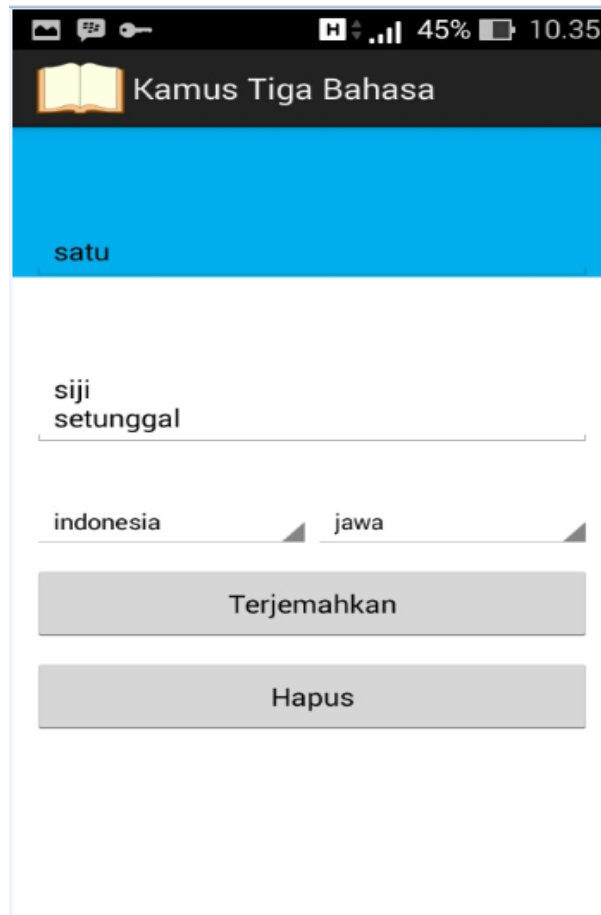 H 45% 10.35
Kamus Tiga Bahasa
satu
siji
setunggal
indonesia jawa
Terjemahkan
Hapus